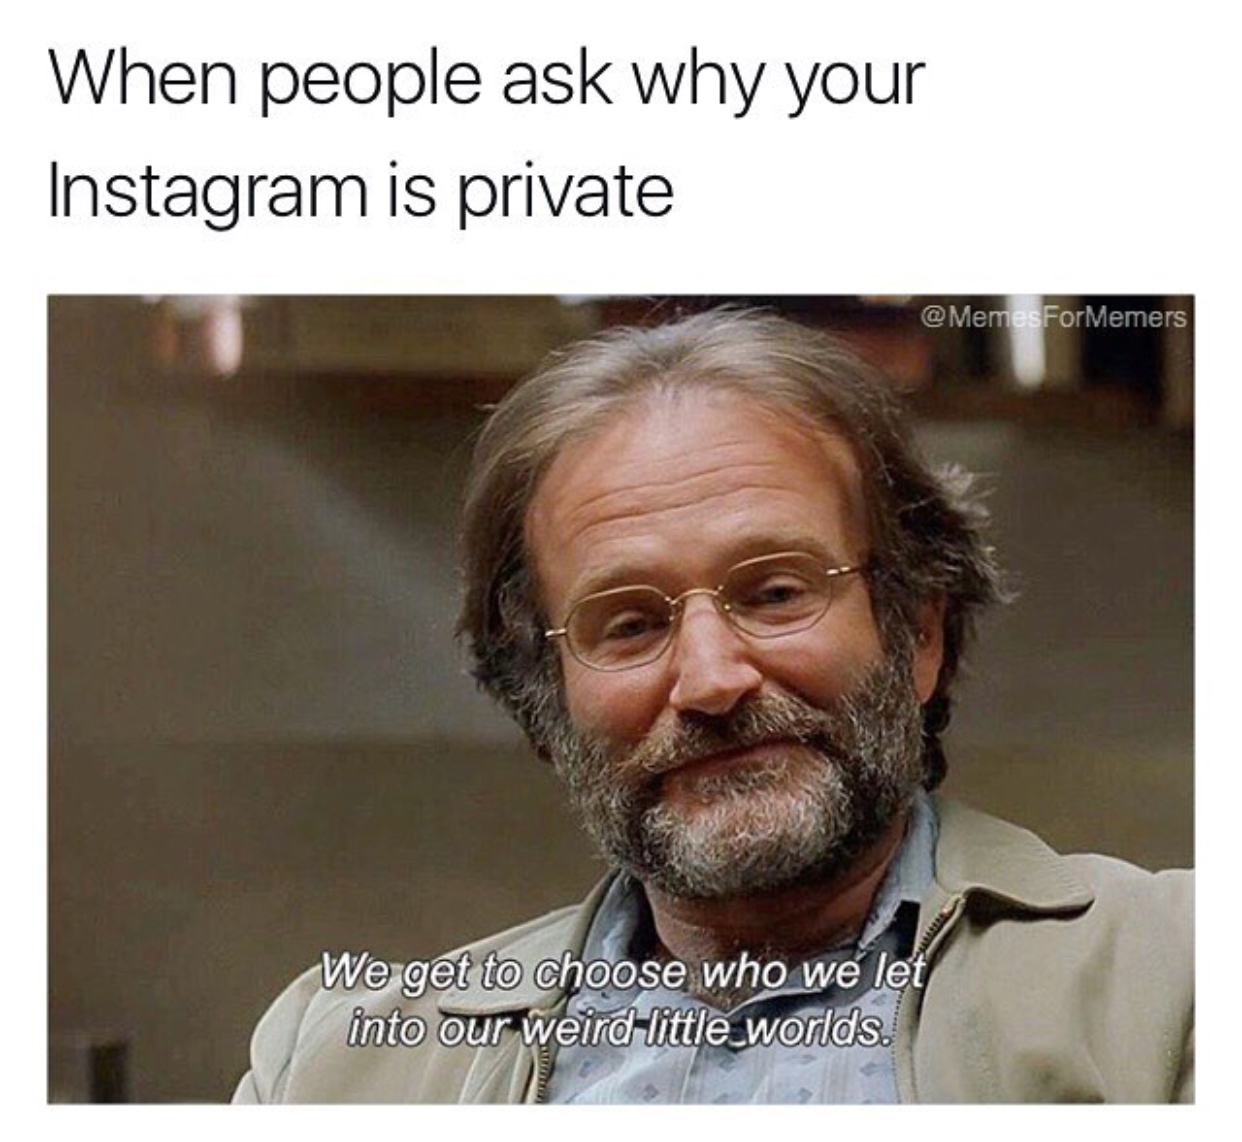 When people ask why your
Instagram is private
@MemesForMemers
We get to choose who we let
into our weird little worlds.